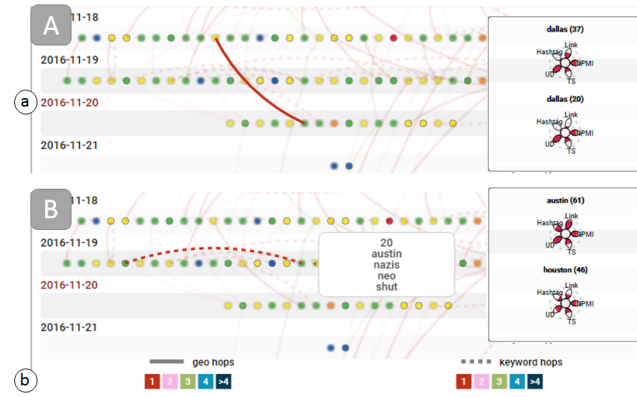 A
-11-18
2016-11-19
a
2016-11-20
2016-11-21
dallas (37)
Link
Hashtag
NPMI
UD
TS
dallas (20)
Link
Hashtag
NPMI
UD
TS
B
-11-18
2016-11-19
2016-11-20
2016-11-21
20
austin
nazis
neo
shut
austin (61)
Link
Hashtag
NPMI
UD
TS
houston (46)
Link
Hashtag
NPMI
UD
TS
geo hops
keyword hops
b
1 2 3 4 >4
1 2 3 4 >4